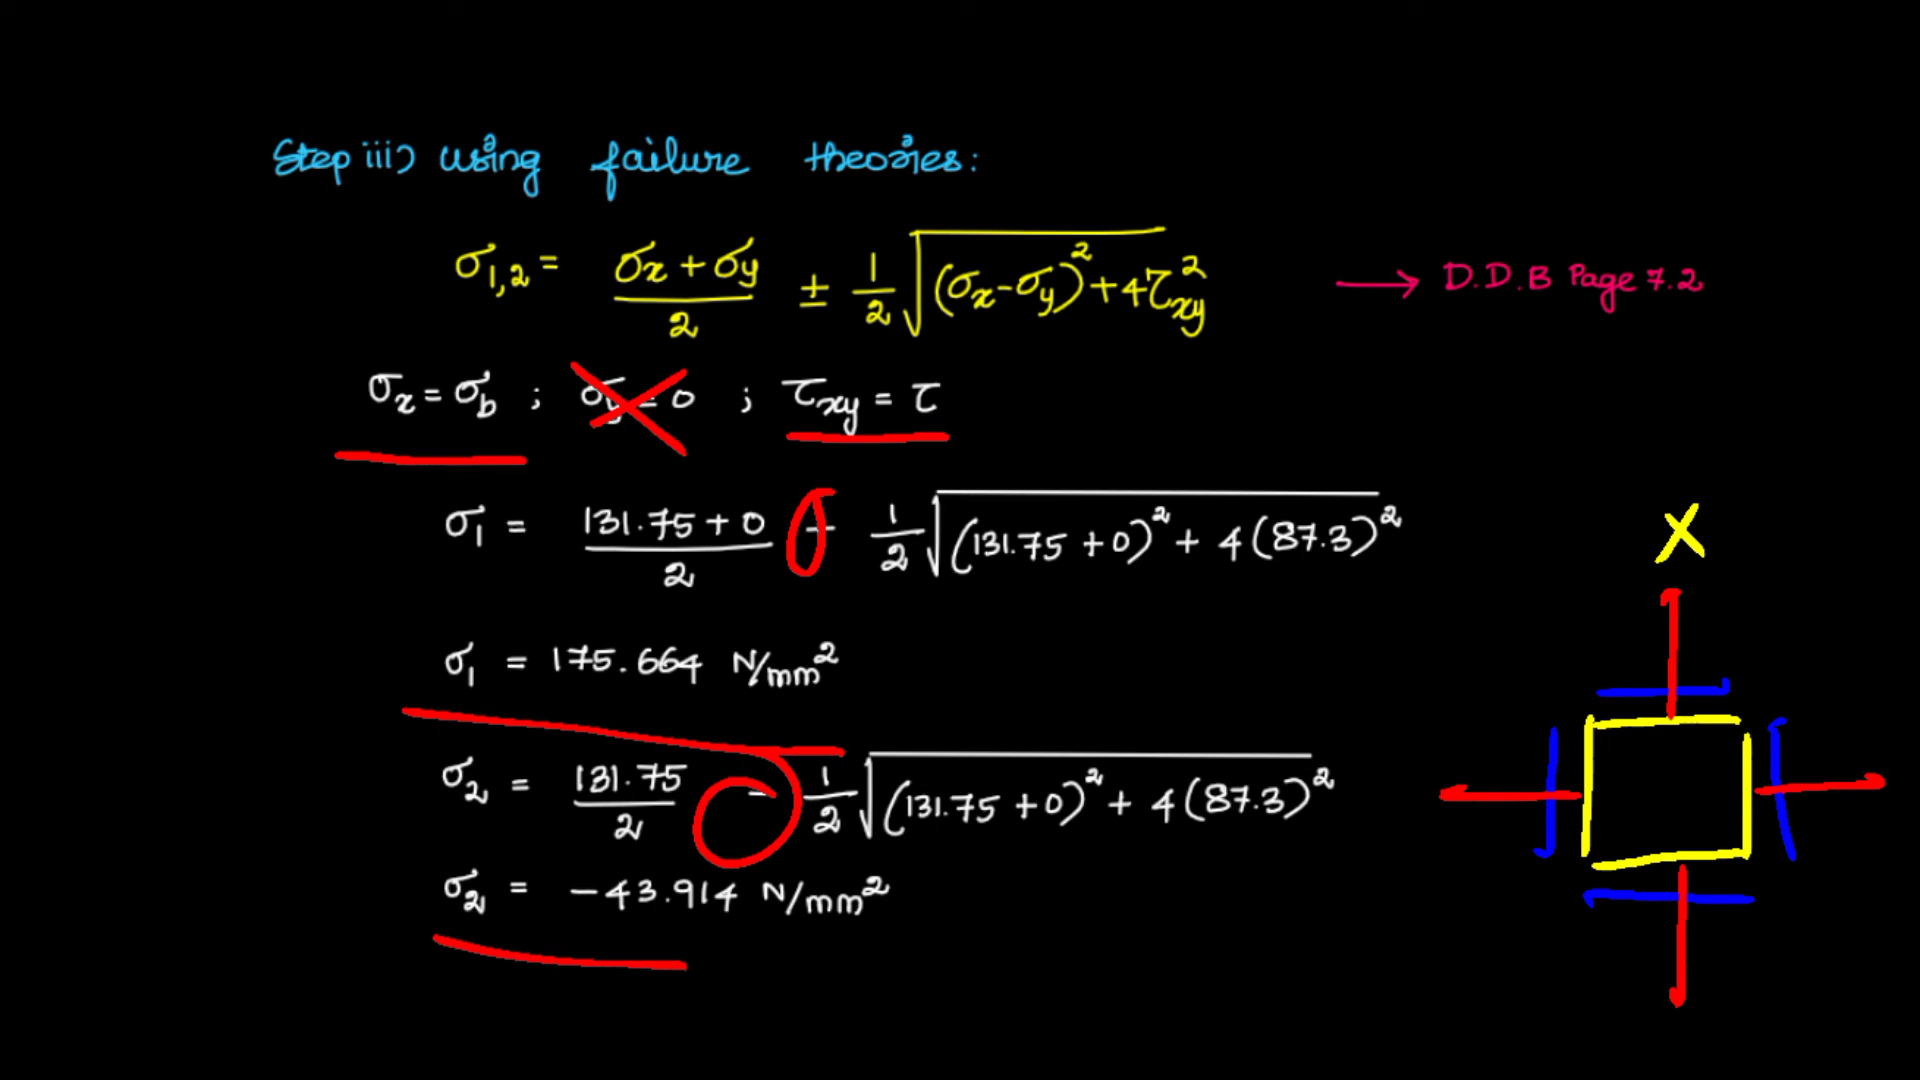 Step iii) using failure theories:
σ1,2 = (σx + σy)/2 ± 1/2 √((σx - σy)² + 4τxy²) → D.D.B Page 7.2
σx = σb ; σy = 0 ; τxy = τ
σ1 = (131.75 + 0)/2 + 1/2 √((131.75 + 0)² + 4(87.3)²)
X
σ1 = 175.664 N/mm²
σ2 = 131.75/2 - 1/2 √((131.75 + 0)² + 4(87.3)²)
σ2 = -43.914 N/mm²